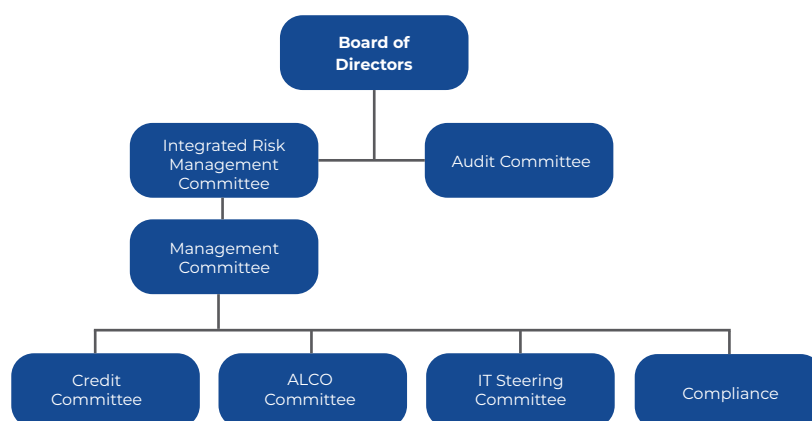 Board of
Directors
Integrated Risk
Management
Committee
Audit Committee
Management
Committee
Credit
Committee
ALCO
Committee
IT Steering
Committee
Compliance